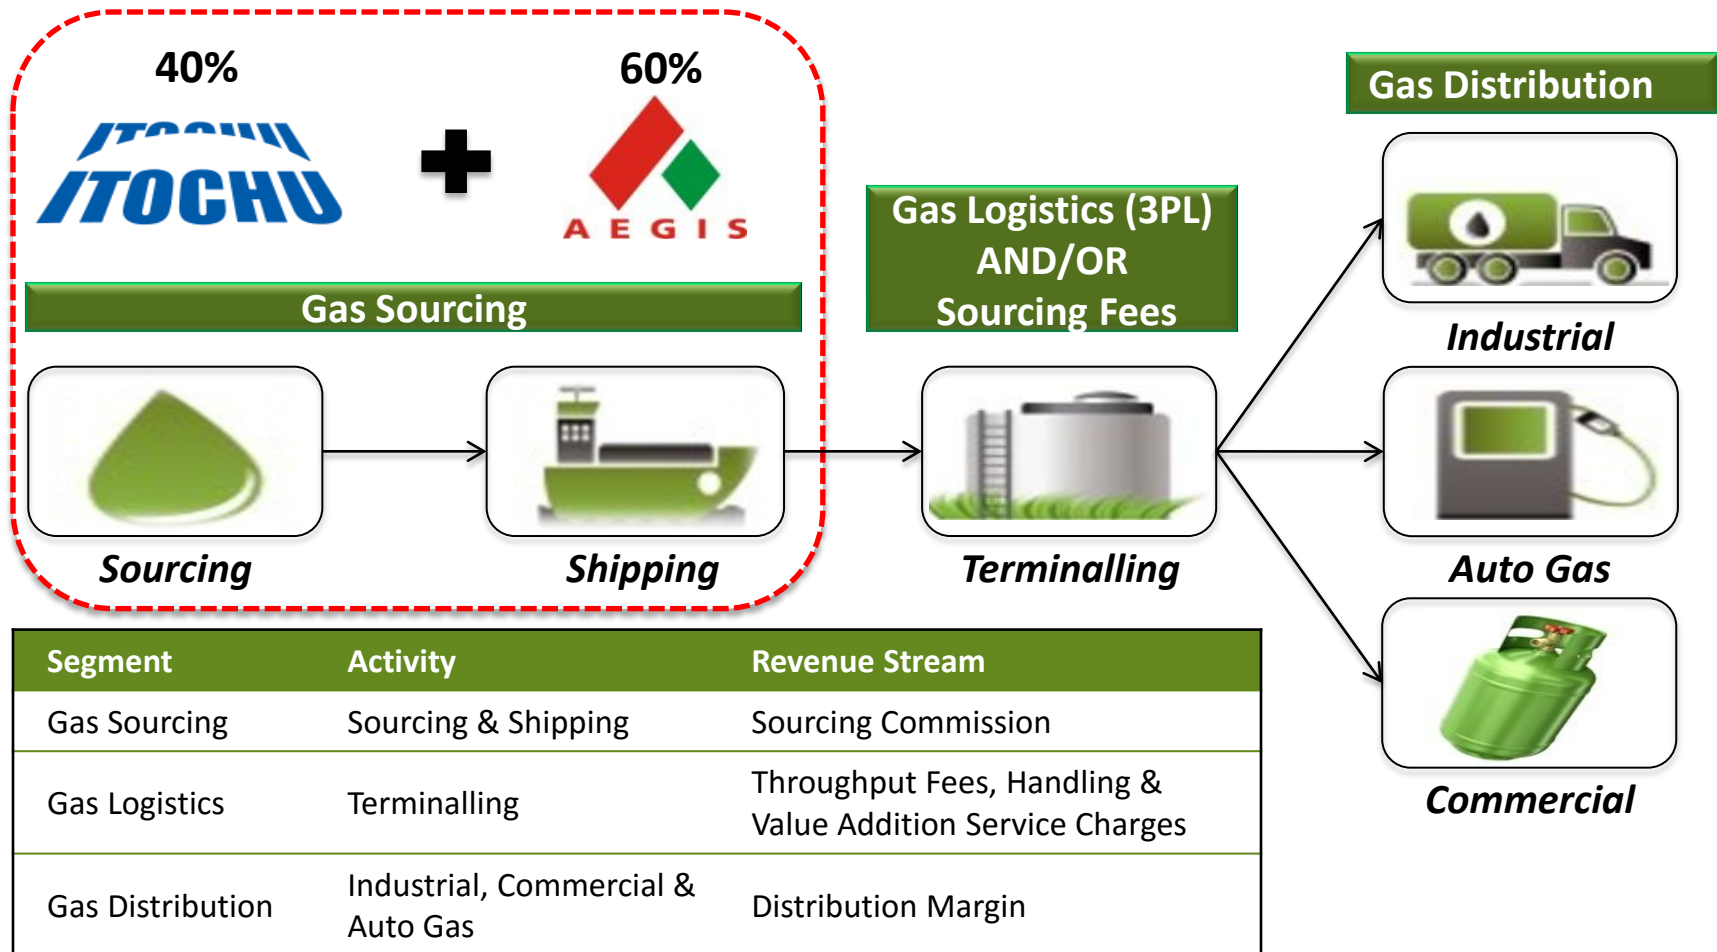 40%
60%
ITOCHU
ITOCHU
AEGIS
Gas Sourcing
Sourcing
Shipping
Gas Logistics (3PL)
AND/OR
Sourcing Fees
Terminalling
Gas Distribution
Industrial
Auto Gas
Commercial
Segment Activity Revenue Stream
Gas Sourcing Sourcing & Shipping Sourcing Commission
Gas Logistics Terminalling Throughput Fees, Handling &
Value Addition Service Charges
Gas Distribution Industrial, Commercial &
Auto Gas Distribution Margin